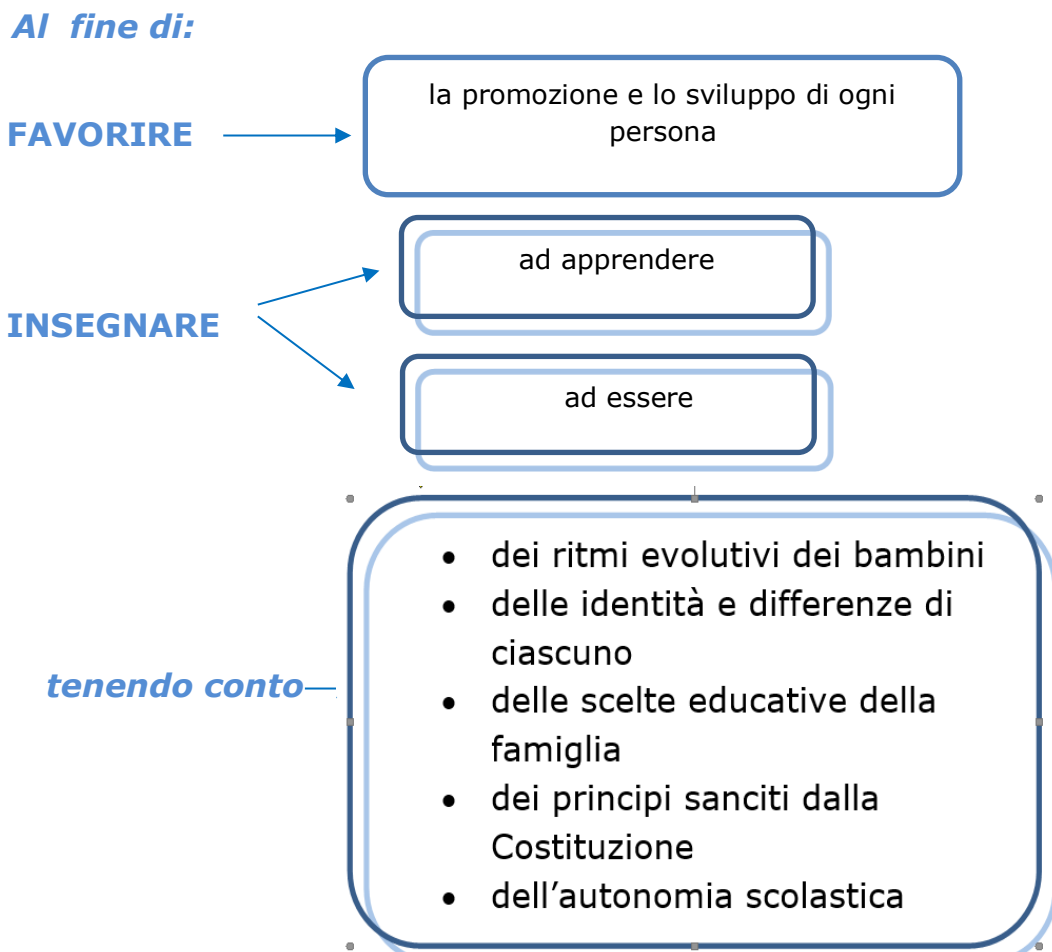 Al fine di:
FAVORIRE
la promozione e lo sviluppo di ogni
persona
INSEGNARE
ad apprendere
ad essere
tenendo conto
• dei ritmi evolutivi dei bambini
• delle identità e differenze di
ciascuno
• delle scelte educative della
famiglia
• dei principi sanciti dalla
Costituzione
• dell'autonomia scolastica